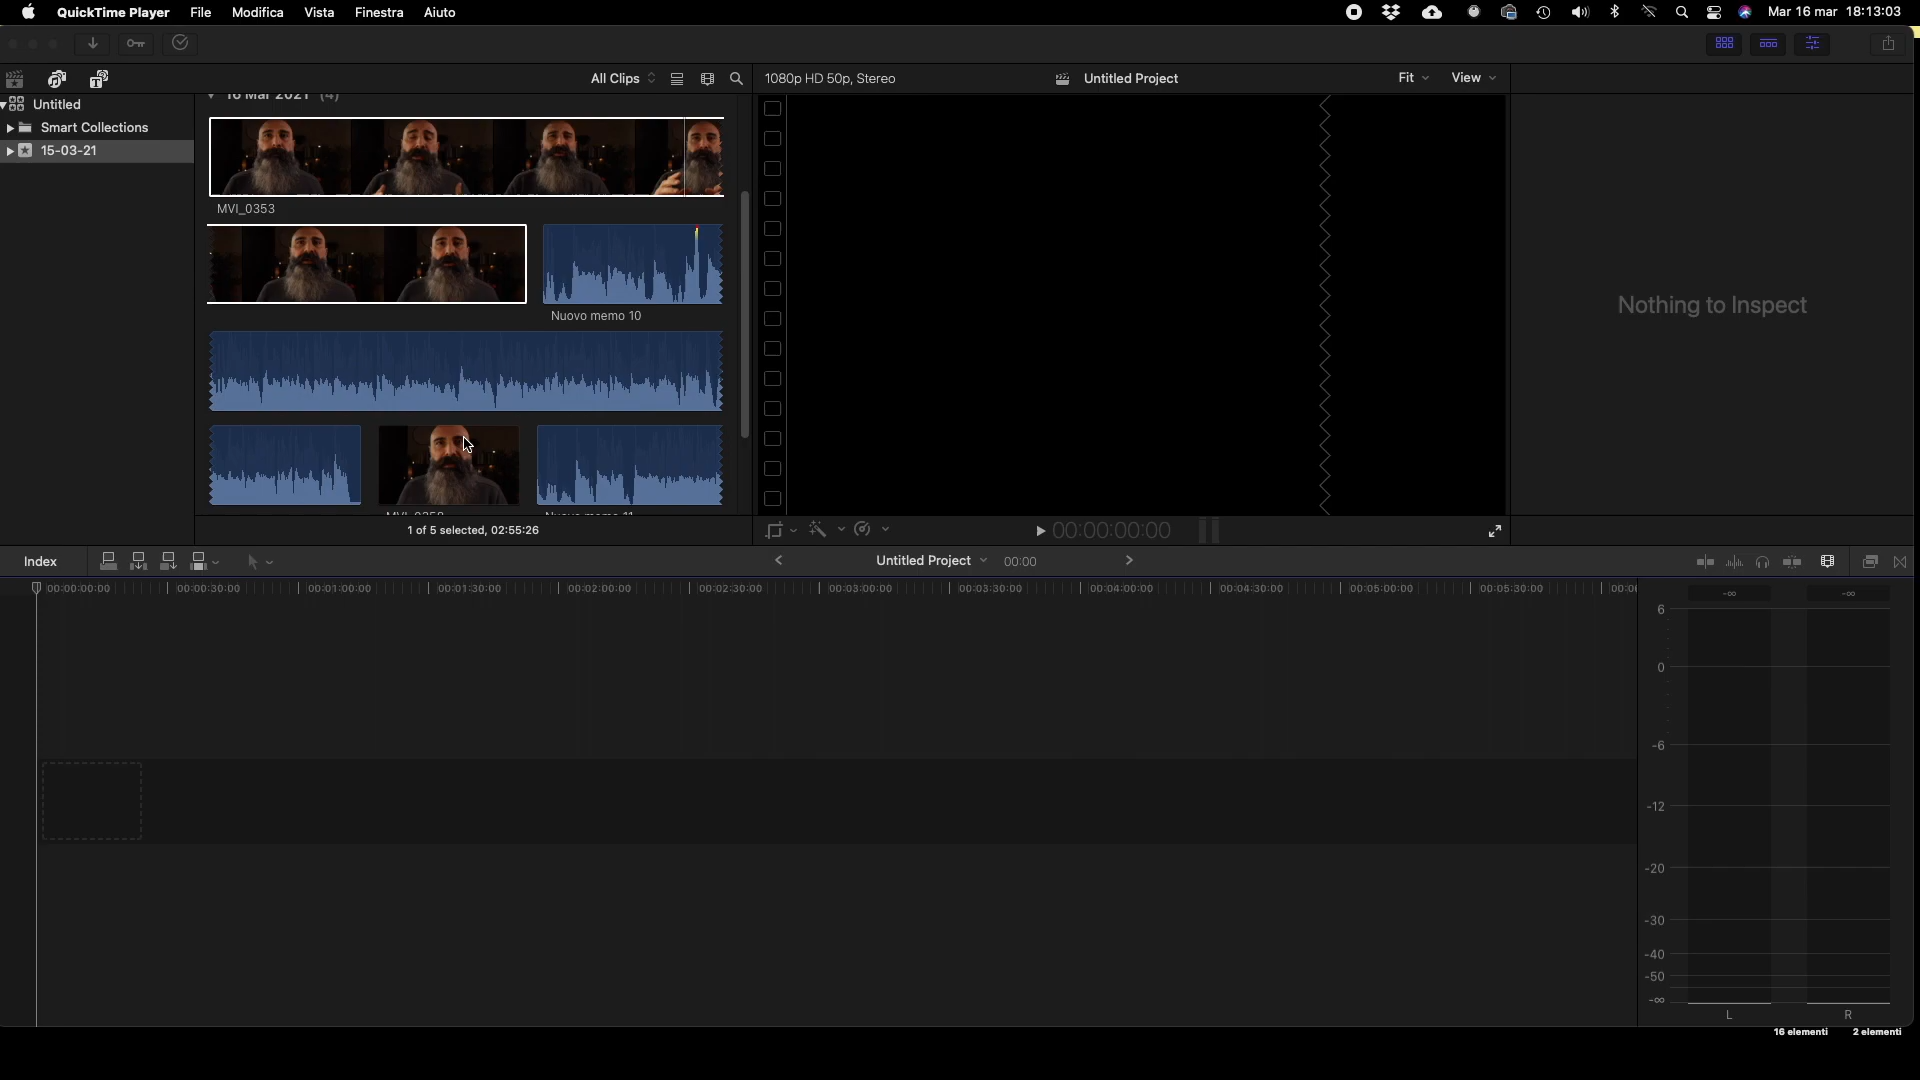 QuickTime Player File Modifica Vista Finestra Aiuto Mar 16 mar 18:13:03
All Clips 1080p HD 50p, Stereo Untitled Project Fit View
Untitled
Smart Collections
15-03-21
16 Mar 2021 (4)
MVI_0353
Nuovo memo 10
Nothing to Inspect
1 of 5 selected, 02:55:26
00:00:00:00
Index Untitled Project 00:00
00:00:00:00 00:00:30:00 00:01:00:00 00:01:30:00 00:02:00:00 00:02:30:00 00:03:00:00 00:03:30:00 00:04:00:00 00:04:30:00 00:05:00:00 00:05:30:00
-∞ -∞
6
0
-6
-12
-20
-30
-40
-50
-∞
L R
16 elementi 2 elementi